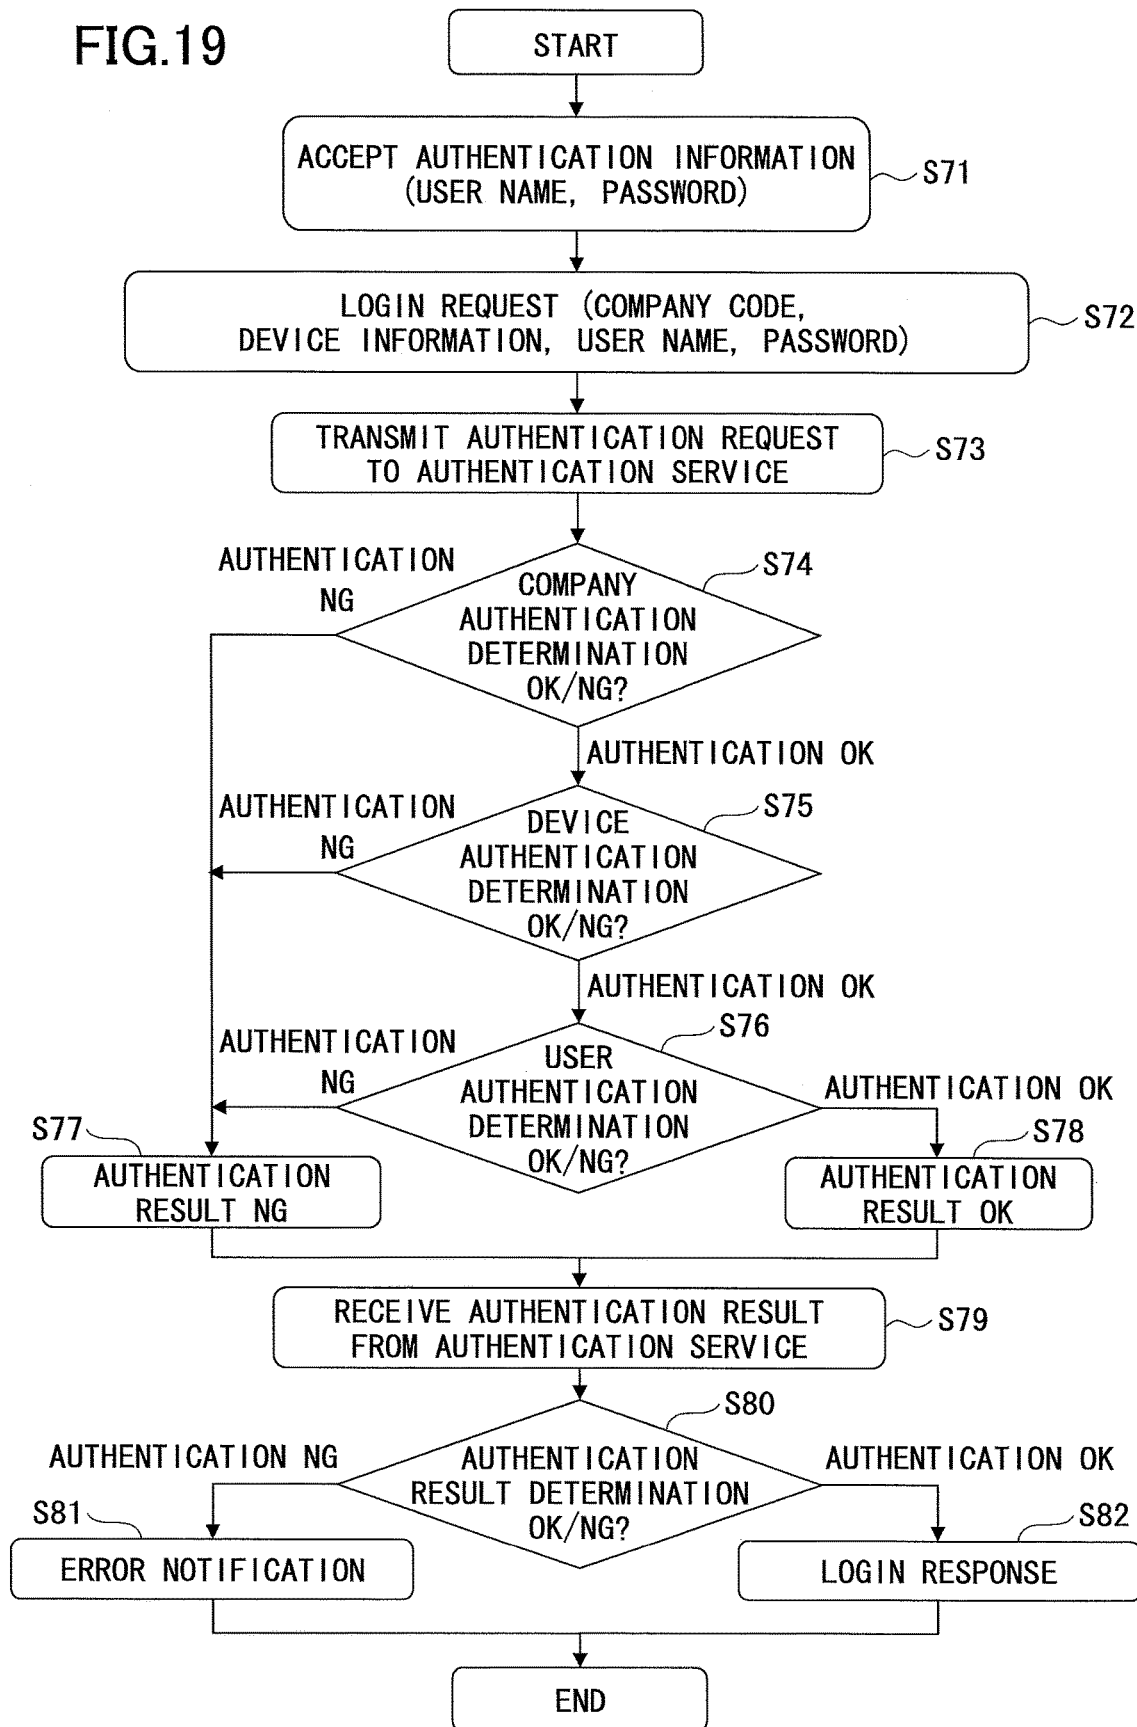 FIG.19
START
ACCEPT AUTHENTICATION INFORMATION
(USER NAME, PASSWORD)
S71
LOGIN REQUEST (COMPANY CODE,
DEVICE INFORMATION, USER NAME, PASSWORD)
S72
TRANSMIT AUTHENTICATION REQUEST
TO AUTHENTICATION SERVICE
S73
AUTHENTICATION
NG
S74
COMPANY
AUTHENTICATION
DETERMINATION
OK/NG?
AUTHENTICATION OK
AUTHENTICATION
NG
S75
DEVICE
AUTHENTICATION
DETERMINATION
OK/NG?
AUTHENTICATION OK
AUTHENTICATION
NG
S76
USER
AUTHENTICATION
DETERMINATION
OK/NG?
AUTHENTICATION OK
S77
AUTHENTICATION
RESULT NG
S78
AUTHENTICATION
RESULT OK
RECEIVE AUTHENTICATION RESULT
FROM AUTHENTICATION SERVICE
S79
S80
AUTHENTICATION NG
AUTHENTICATION
RESULT DETERMINATION
OK/NG?
AUTHENTICATION OK
S81
ERROR NOTIFICATION
S82
LOGIN RESPONSE
END